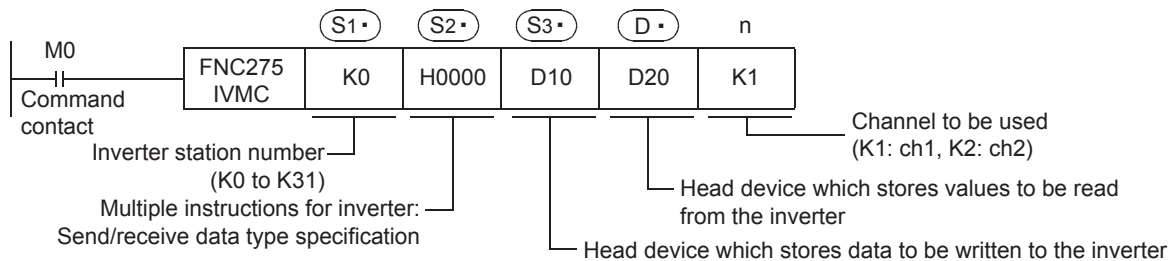 S1・ S2・ S3・ D・ n
M0
FNC275
IVMC
K0 H0000 D10 D20 K1
Command
contact
Channel to be used
(K1: ch1, K2: ch2)
Inverter station number
(K0 to K31)
Head device which stores values to be read
from the inverter
Multiple instructions for inverter:
Send/receive data type specification
Head device which stores data to be written to the inverter